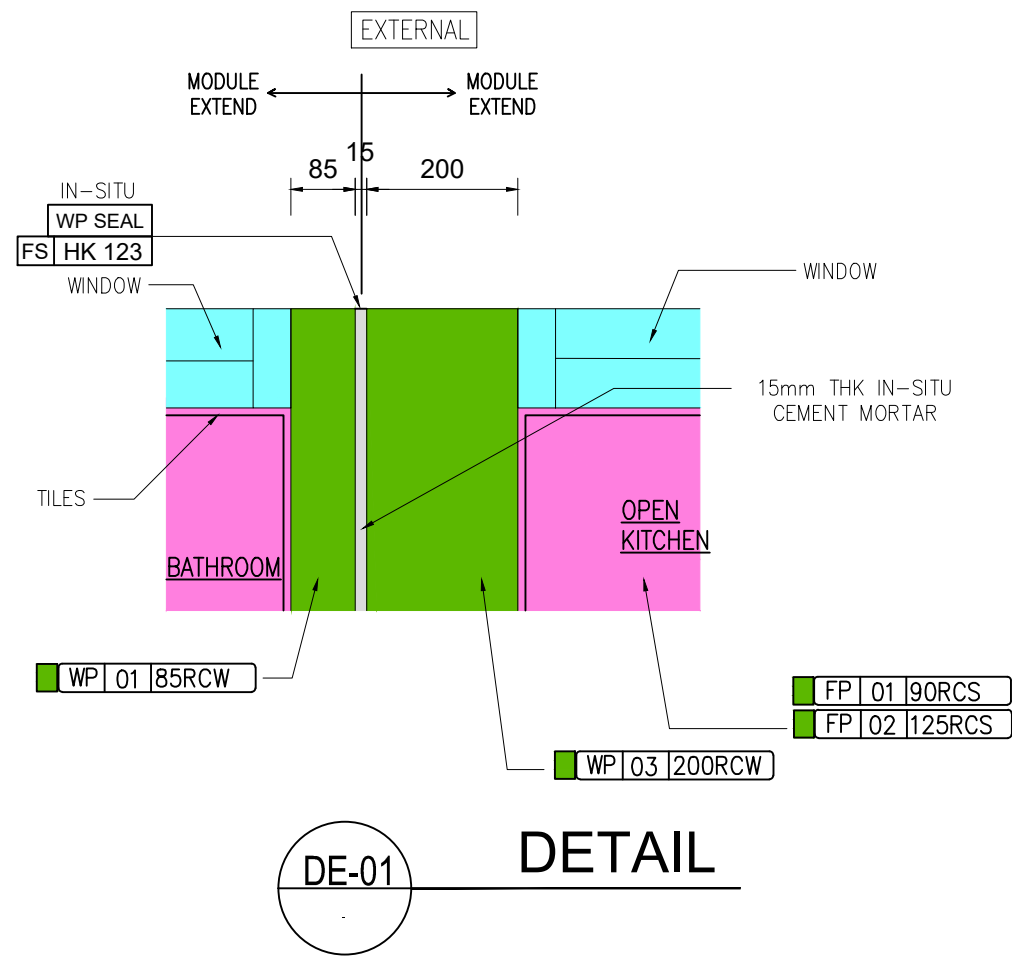 EXTERNAL
MODULE
EXTEND
MODULE
EXTEND
85
15
200
IN-SITU
WP SEAL
FS HK 123
WINDOW
WINDOW
15mm THK IN-SITU
CEMENT MORTAR
TILES
OPEN
KITCHEN
BATHROOM
WP 01 85RCW
FP 01 90RCS
FP 02 125RCS
WP 03 200RCW
DE-01
DETAIL